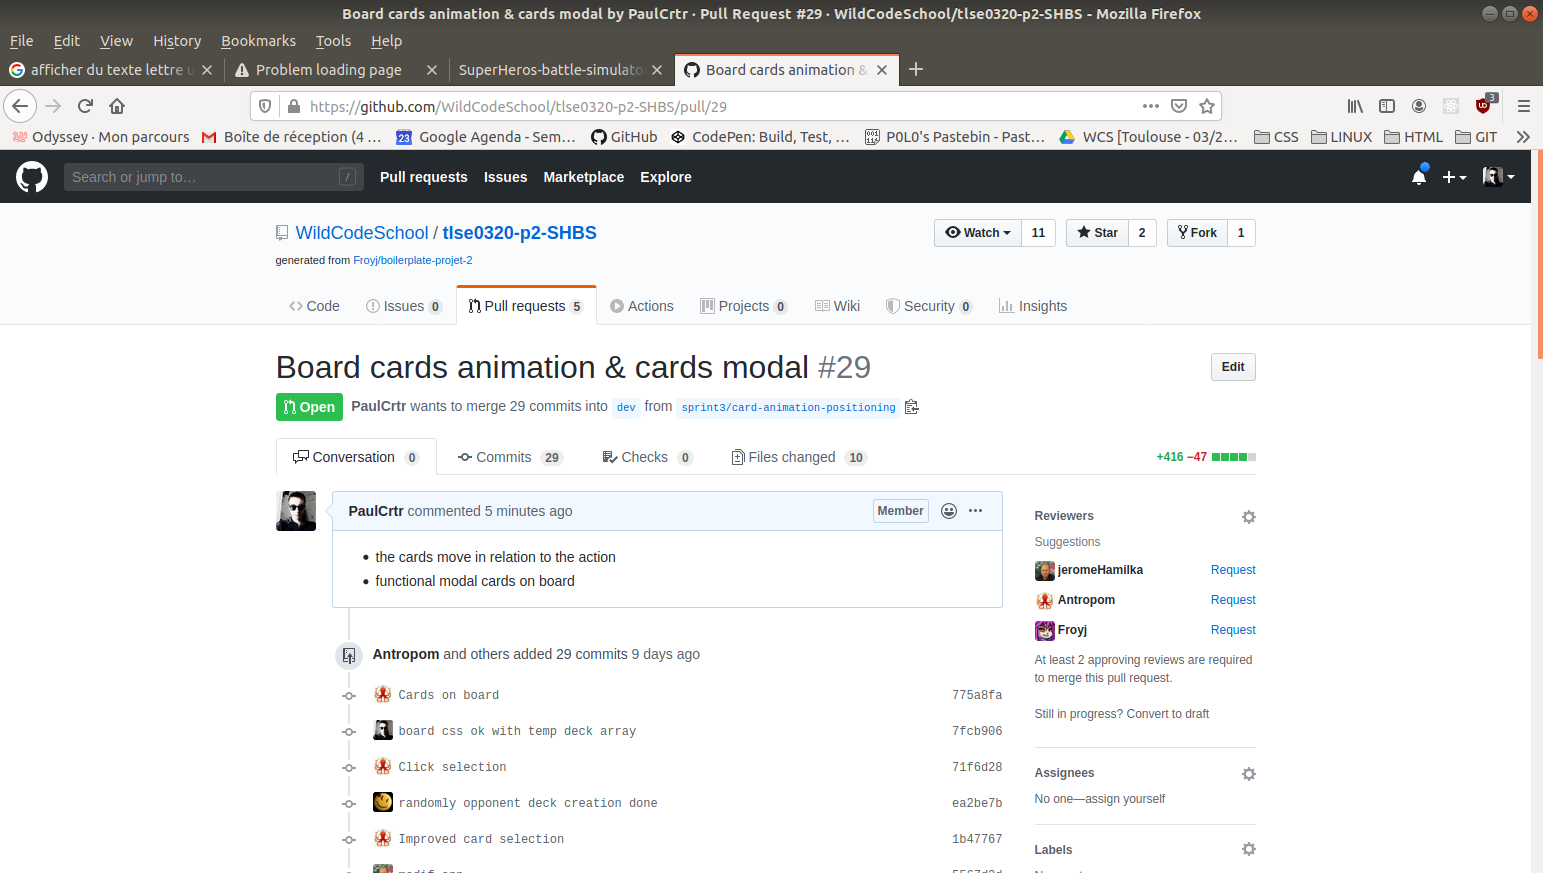 Board cards animation & cards modal by PaulCrtr · Pull Request #29 · WildCodeSchool/tlse0320-p2-SHBS - Mozilla Firefox
File Edit View History Bookmarks Tools Help
afficher du texte lettre Problem loading page SuperHeros-battle-simulato Board cards animation &
https://github.com/WildCodeSchool/tlse0320-p2-SHBS/pull/29
3
Odyssey · Mon parcours Boîte de réception (4 … 23 Google Agenda - Sem… GitHub CodePen: Build, Test, … P0L0's Pastebin - Past… WCS [Toulouse - 03/2… CSS LINUX HTML GIT
Search or jump to… / Pull requests Issues Marketplace Explore
WildCodeSchool / tlse0320-p2-SHBS Watch 11 Star 2 Fork 1
generated from Froyj/boilerplate-projet-2
Code Issues 0 Pull requests 5 Actions Projects 0 Wiki Security 0 Insights
Board cards animation & cards modal #29 Edit
Open PaulCrtr wants to merge 29 commits into dev from sprint3/card-animation-positioning
Conversation 0 Commits 29 Checks 0 Files changed 10 +416 −47
PaulCrtr commented 5 minutes ago Member
• the cards move in relation to the action
• functional modal cards on board
Antropom and others added 29 commits 9 days ago
Cards on board 775a8fa
board css ok with temp deck array 7fcb906
Click selection 71f6d28
randomly opponent deck creation done ea2be7b
Improved card selection 1b47767
Reviewers
Suggestions
jeromeHamilka Request
Antropom Request
Froyj Request
At least 2 approving reviews are required
to merge this pull request.
Still in progress? Convert to draft
Assignees
No one—assign yourself
Labels